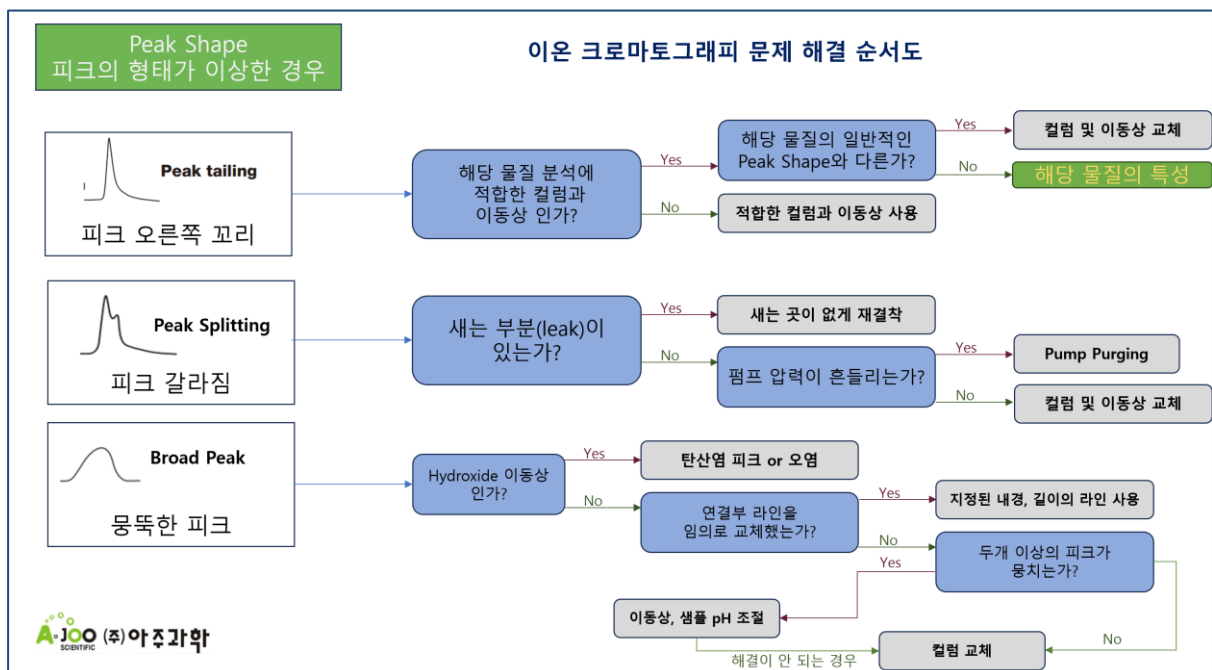 Peak Shape
피크의 형태가 이상한 경우
이온 크로마토그래피 문제 해결 순서도
Peak tailing
피크 오른쪽 꼬리
해당 물질 분석에
적합한 컬럼과
이동상 인가?
Yes
No
해당 물질의 일반적인
Peak Shape와 다른가?
Yes
No
컬럼 및 이동상 교체
해당 물질의 특성
적합한 컬럼과 이동상 사용
Peak Splitting
피크 갈라짐
새는 부분(leak)이
있는가?
Yes
No
새는 곳이 없게 재결착
펌프 압력이 흔들리는가?
Yes
No
Pump Purging
컬럼 및 이동상 교체
Broad Peak
뭉뚝한 피크
Hydroxide 이동상
인가?
Yes
No
탄산염 피크 or 오염
연결부 라인을
임의로 교체했는가?
Yes
No
지정된 내경, 길이의 라인 사용
두개 이상의 피크가
뭉치는가?
Yes
No
이동상, 샘플 pH 조절
해결이 안 되는 경우
컬럼 교체
A·JOO
SCIENTIFIC
(주)아주과학